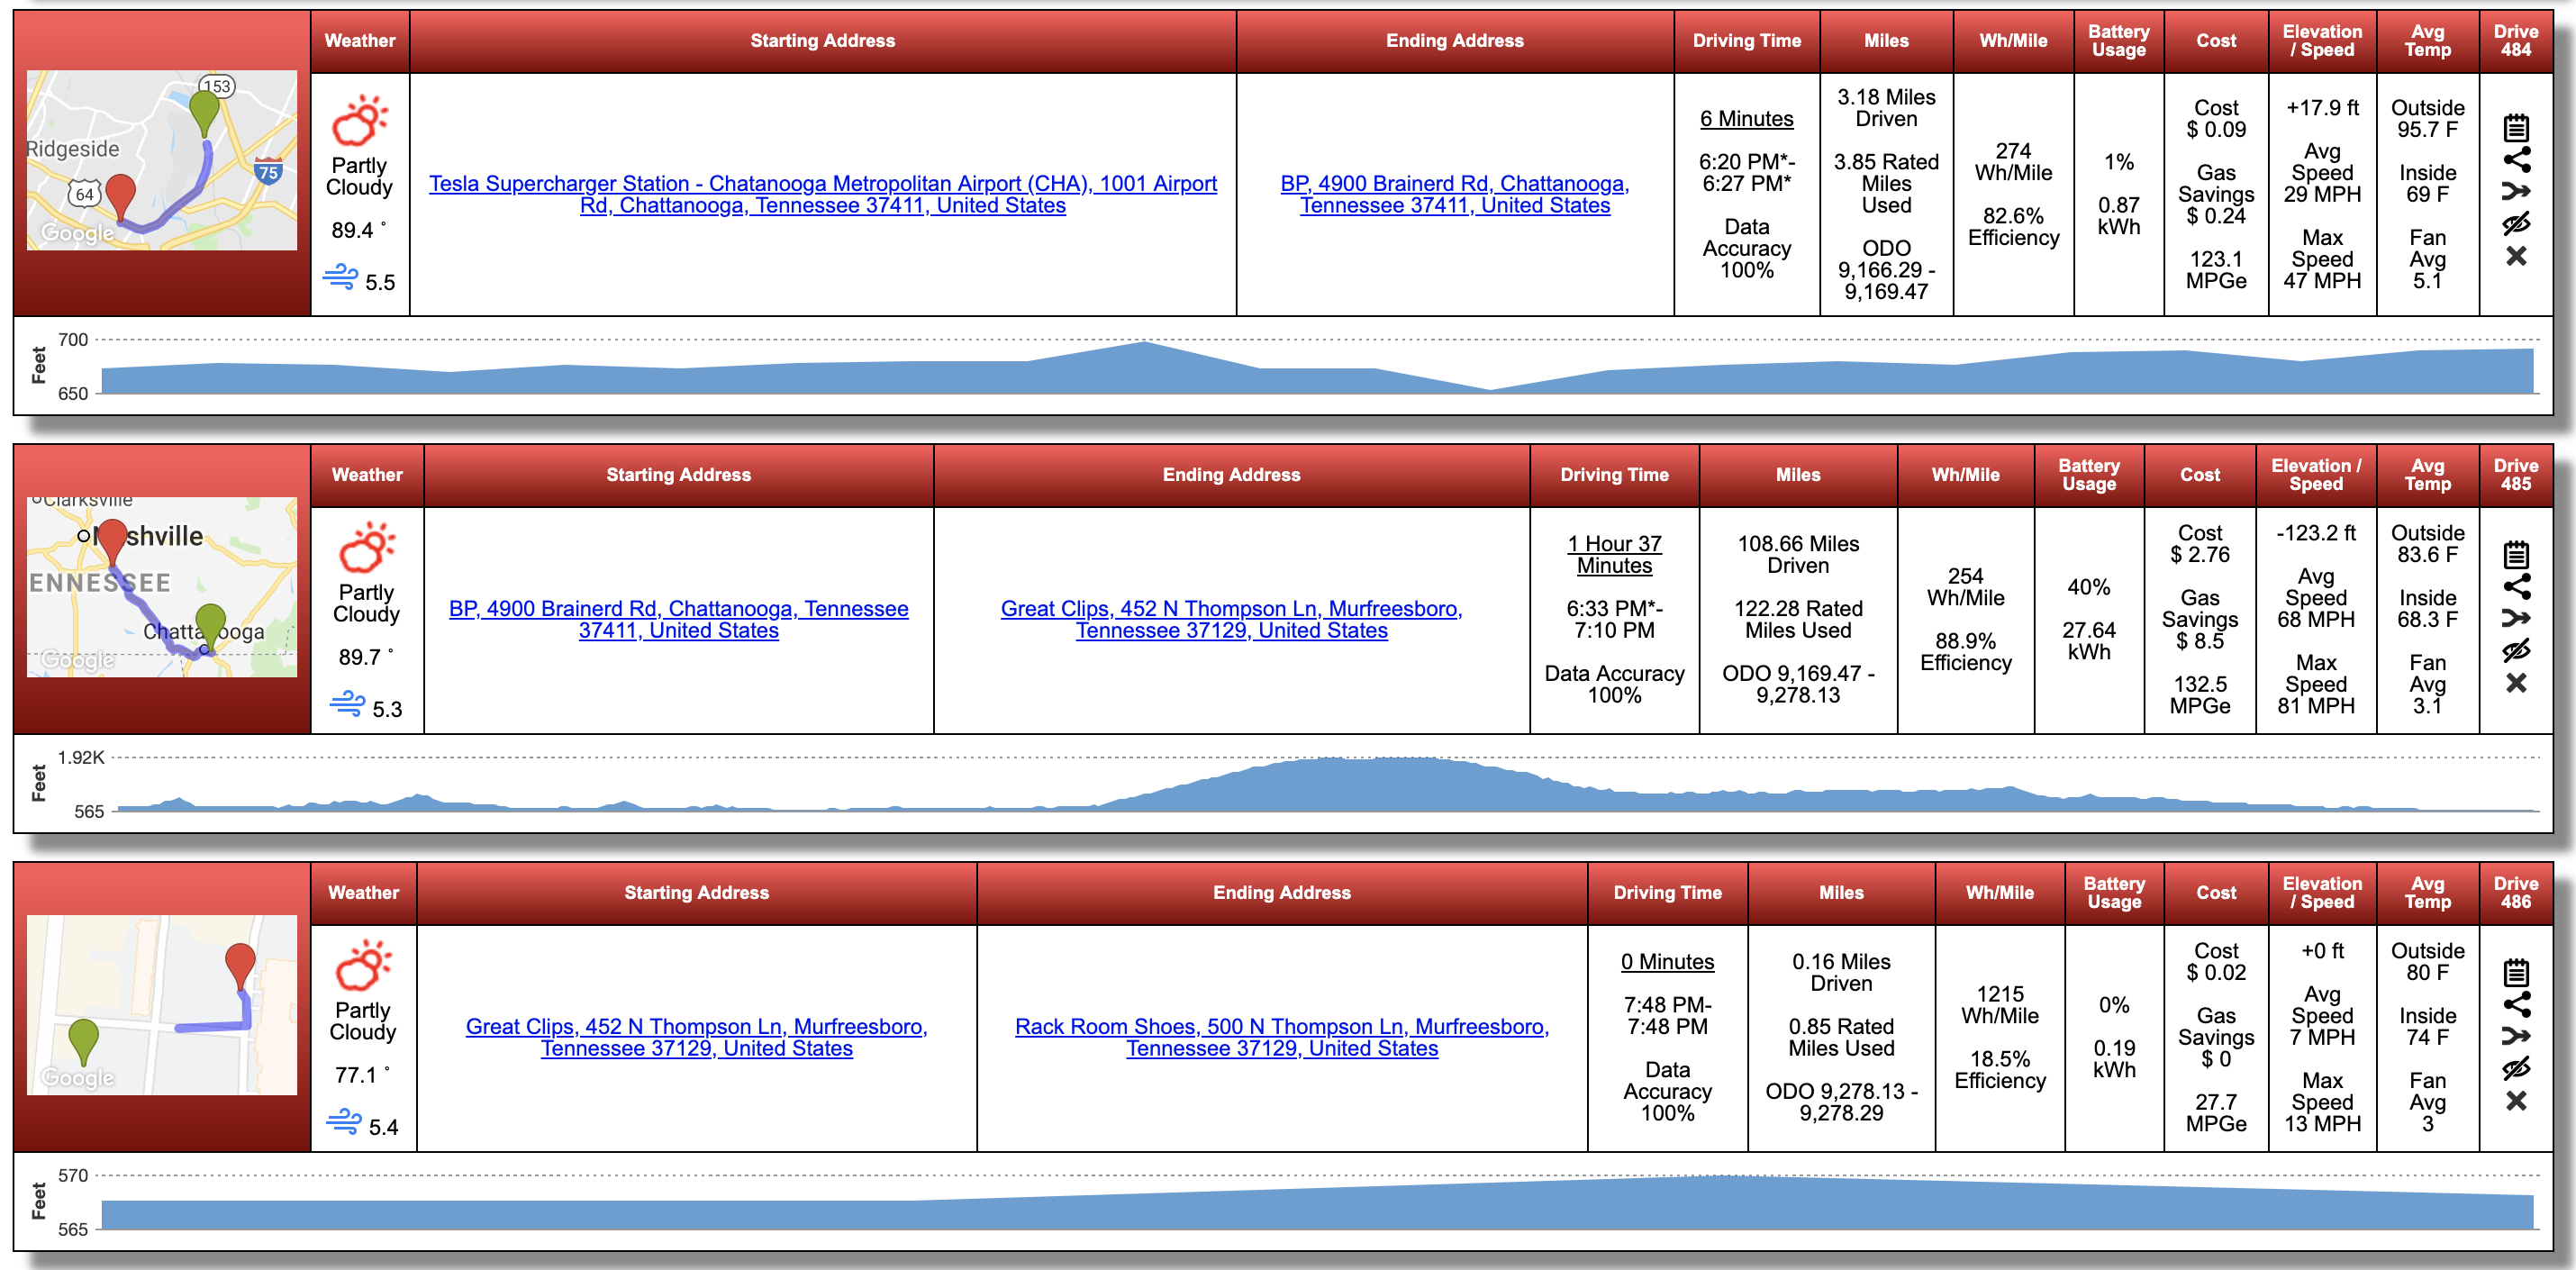 Weather
Starting Address
Ending Address
Driving Time
Miles
Wh/Mile
Battery
Usage
Cost
Elevation
/ Speed
Avg
Temp
Drive
484
153
Ridgeside
64
75
Google
Partly
Cloudy
89.4 °
5.5
Tesla Supercharger Station - Chatanooga Metropolitan Airport (CHA), 1001 Airport
Rd, Chattanooga, Tennessee 37411, United States
BP, 4900 Brainerd Rd, Chattanooga,
Tennessee 37411, United States
6 Minutes
6:20 PM*-
6:27 PM*
Data
Accuracy
100%
3.18 Miles
Driven
3.85 Rated
Miles
Used
ODO
9,166.29 -
9,169.47
274
Wh/Mile
82.6%
Efficiency
1%
0.87
kWh
Cost
$ 0.09
Gas
Savings
$ 0.24
123.1
MPGe
+17.9 ft
Avg
Speed
29 MPH
Max
Speed
47 MPH
Outside
95.7 F
Inside
69 F
Fan
Avg
5.1
Feet
700
650
Weather
Starting Address
Ending Address
Driving Time
Miles
Wh/Mile
Battery
Usage
Cost
Elevation /
Speed
Avg
Temp
Drive
485
Clarksville
Nashville
ENNESSEE
Chattanooga
Google
Partly
Cloudy
89.7 °
5.3
BP, 4900 Brainerd Rd, Chattanooga, Tennessee
37411, United States
Great Clips, 452 N Thompson Ln, Murfreesboro,
Tennessee 37129, United States
1 Hour 37
Minutes
6:33 PM*-
7:10 PM
Data Accuracy
100%
108.66 Miles
Driven
122.28 Rated
Miles Used
ODO 9,169.47 -
9,278.13
254
Wh/Mile
88.9%
Efficiency
40%
27.64
kWh
Cost
$ 2.76
Gas
Savings
$ 8.5
132.5
MPGe
-123.2 ft
Avg
Speed
68 MPH
Max
Speed
81 MPH
Outside
83.6 F
Inside
68.3 F
Fan
Avg
3.1
Feet
1.92K
565
Weather
Starting Address
Ending Address
Driving Time
Miles
Wh/Mile
Battery
Usage
Cost
Elevation
/ Speed
Avg
Temp
Drive
486
Google
Partly
Cloudy
77.1 °
5.4
Great Clips, 452 N Thompson Ln, Murfreesboro,
Tennessee 37129, United States
Rack Room Shoes, 500 N Thompson Ln, Murfreesboro,
Tennessee 37129, United States
0 Minutes
7:48 PM-
7:48 PM
Data
Accuracy
100%
0.16 Miles
Driven
0.85 Rated
Miles Used
ODO 9,278.13 -
9,278.29
1215
Wh/Mile
18.5%
Efficiency
0%
0.19
kWh
Cost
$ 0.02
Gas
Savings
$ 0
27.7
MPGe
+0 ft
Avg
Speed
7 MPH
Max
Speed
13 MPH
Outside
80 F
Inside
74 F
Fan
Avg
3
Feet
570
565